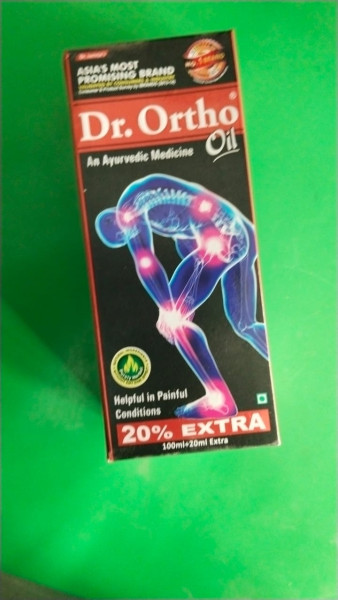 ASIA'S MOST
PROMISING BRAND
Dr. Ortho®
Oil
An Ayurvedic Medicine
Helpful in Painful
Conditions
20% EXTRA
100ml+20ml Extra